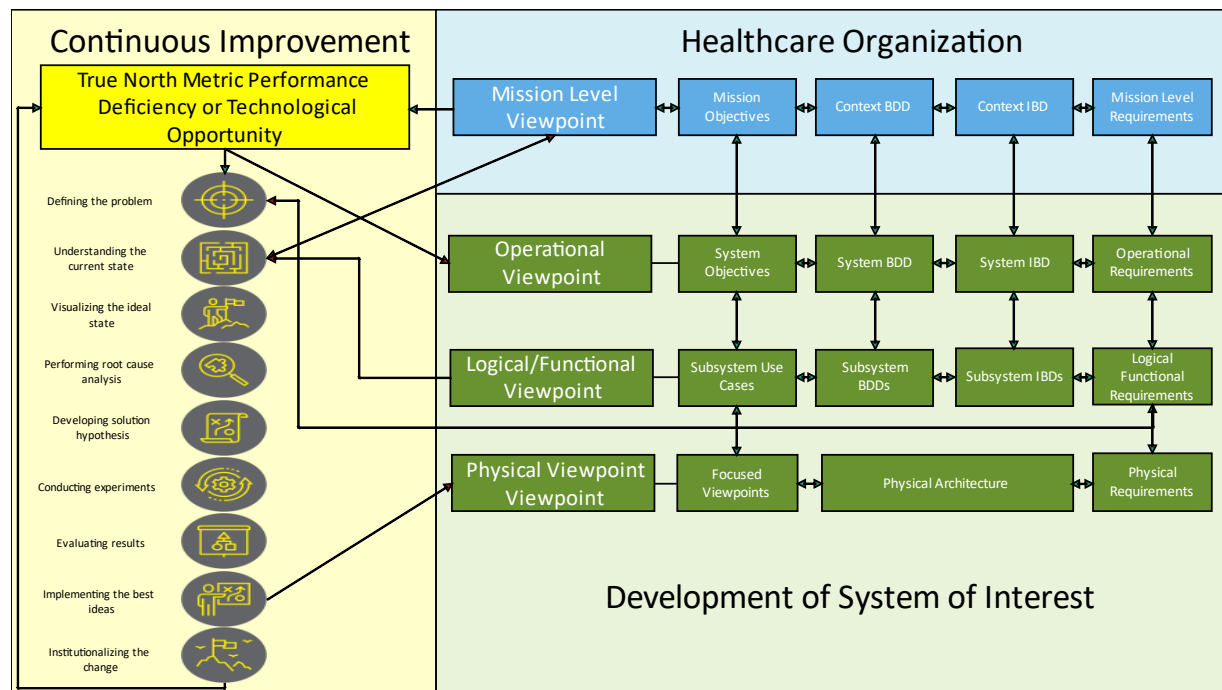 Continuous Improvement
True North Metric Performance
Deficiency or Technological
Opportunity
Defining the problem
Understanding the
current state
Visualizing the ideal
state
Performing root cause
analysis
Developing solution
hypothesis
Conducting experiments
Evaluating results
Implementing the best
ideas
Institutionalizing the
change
Healthcare Organization
Mission Level
Viewpoint
Mission
Objectives
Context BDD
Context IBD
Mission Level
Requirements
Operational
Viewpoint
System
Objectives
System BDD
System IBD
Operational
Requirements
Logical/Functional
Viewpoint
Subsystem Use
Cases
Subsystem
BDDs
Subsystem IBDs
Logical
Functional
Requirements
Physical Viewpoint
Viewpoint
Focused
Viewpoints
Physical Architecture
Physical
Requirements
Development of System of Interest